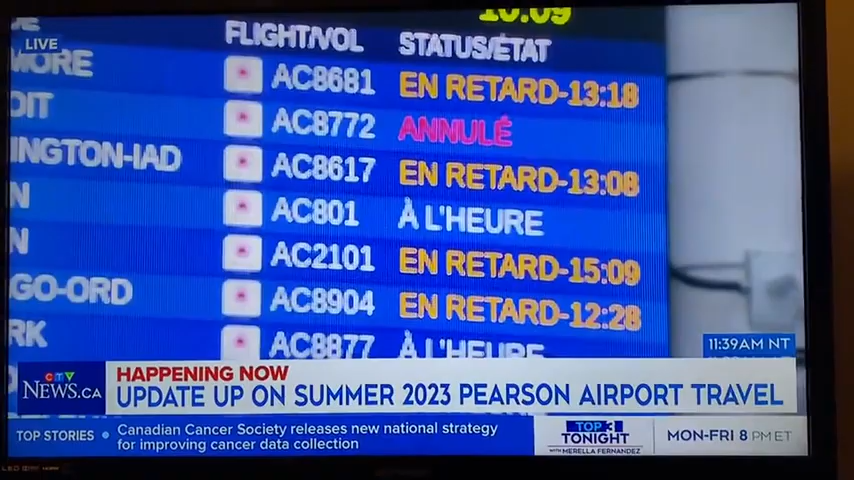 10:09
LIVE
FLIGHT/VOL STATUS/ÉTAT
MORE AC8681 EN RETARD-13:18
OIT AC8772 ANNULÉ
INGTON-IAD AC8617 EN RETARD-13:08
N AC801 À L'HEURE
N AC2101 EN RETARD-15:09
GO-ORD AC8904 EN RETARD-12:28
RK AC8877 À L'HEURE
11:39AM NT
CTV NEWS.CA
HAPPENING NOW
UPDATE UP ON SUMMER 2023 PEARSON AIRPORT TRAVEL
TOP STORIES • Canadian Cancer Society releases new national strategy
for improving cancer data collection
TOP3
TONIGHT
WITH MERELLA FERNANDEZ
MON-FRI 8 PM ET